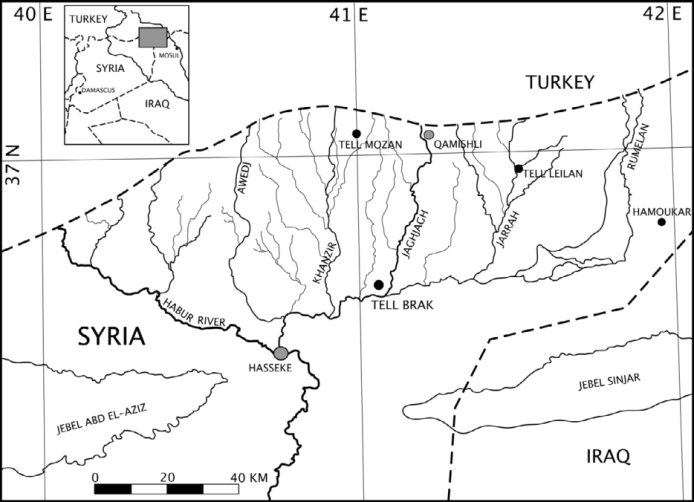 40 E
41 E
42 E
TURKEY
MOSUL
SYRIA
DAMASCUS
IRAQ
TURKEY
37 N
TELL MOZAN
QAMISHLI
TELL LEILAN
RUMELAN
AWEDJ
HAMOUKAR
KHANZIR
JAGHJAGH
JARRAH
TELL BRAK
HABUR RIVER
SYRIA
HASSEKE
JEBEL ABD EL-AZIZ
JEBEL SINJAR
IRAQ
0 20 40 KM